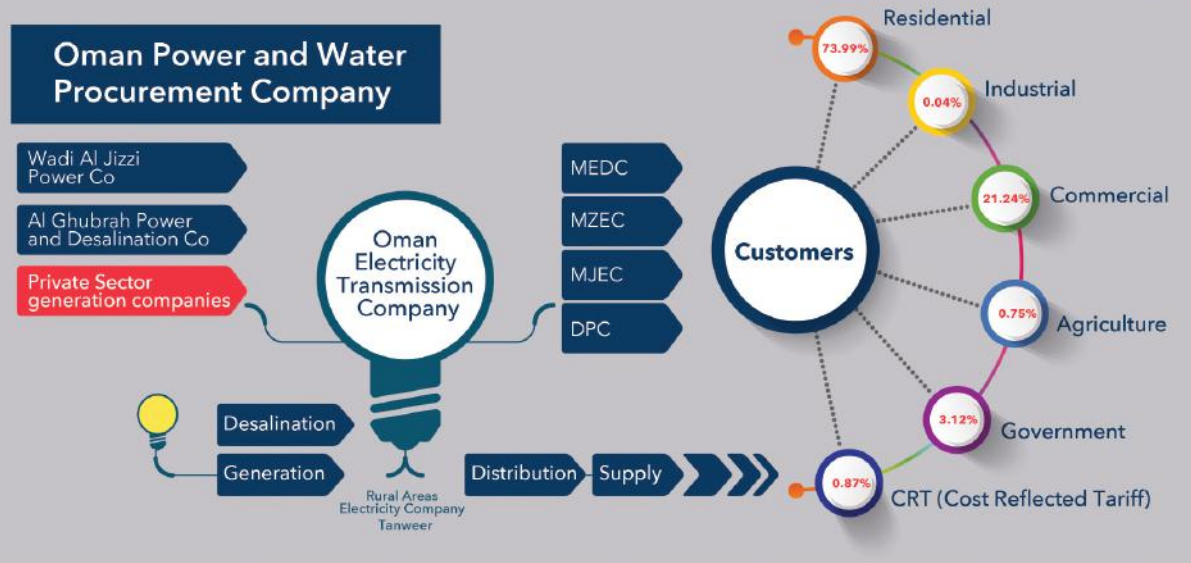 Oman Power and Water
Procurement Company
Wadi Al Jizzi
Power Co
Al Ghubrah Power
and Desalination Co
Private Sector
generation companies
Oman
Electricity
Transmission
Company
MEDC
MZEC
MJEC
DPC
Desalination
Generation
Rural Areas
Electricity Company
Tanweer
Distribution
Supply
Customers
73.99%
Residential
0.04%
Industrial
21.24%
Commercial
0.75%
Agriculture
3.12%
Government
0.87%
CRT (Cost Reflected Tariff)